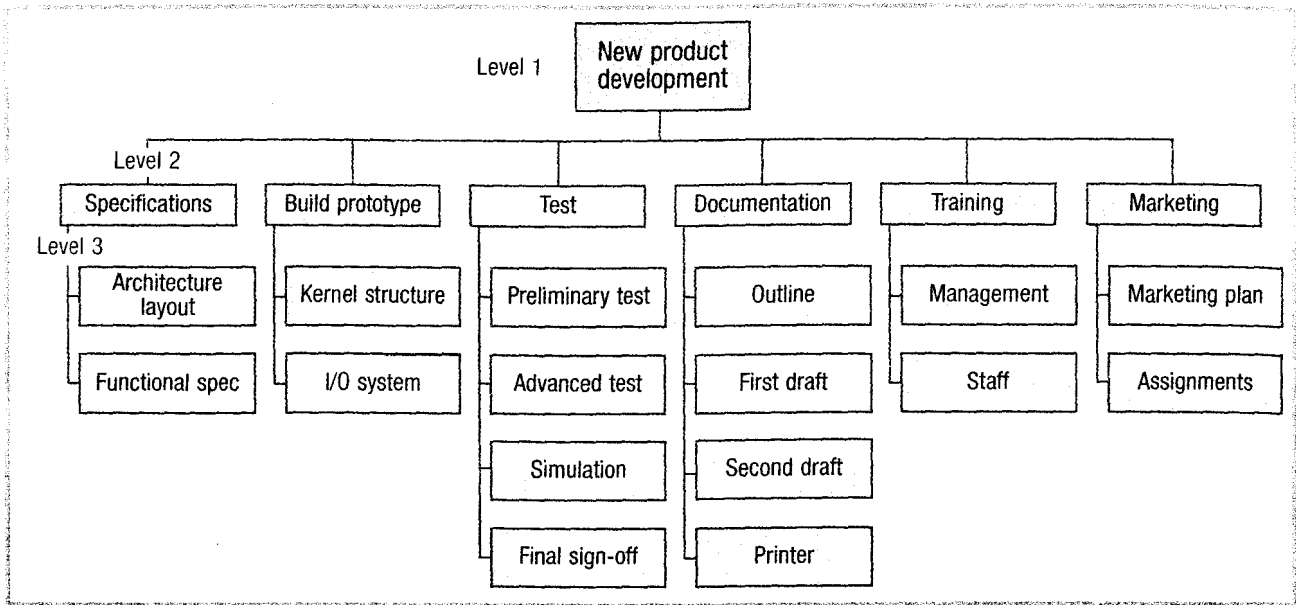 Level 1
New product
development
Level 2
Specifications
Build prototype
Test
Documentation
Training
Marketing
Level 3
Architecture
layout
Kernel structure
Preliminary test
Outline
Management
Marketing plan
Functional spec
I/O system
Advanced test
First draft
Staff
Assignments
Simulation
Second draft
Final sign-off
Printer